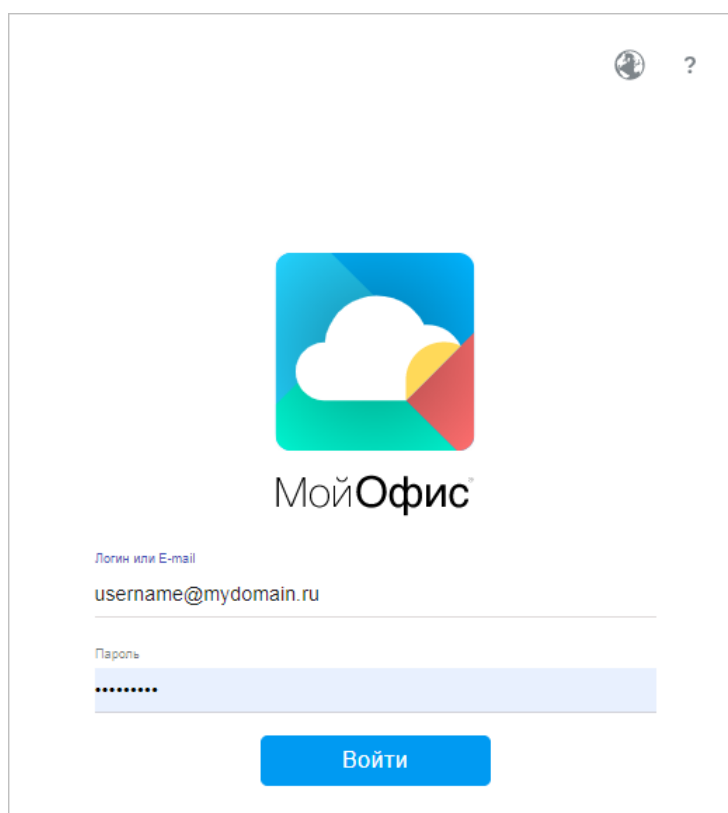 ?
МойОфис
Логин или E-mail
username@mydomain.ru
Пароль
•••••••••
Войти